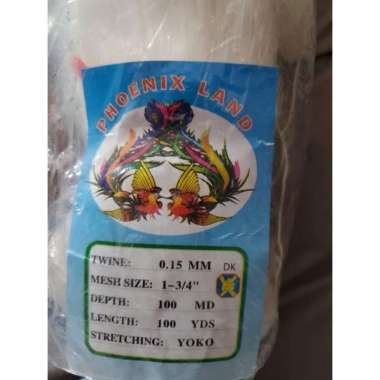 PHOENIX LAND
TWINE: 0.15 MM DK
MESH SIZE: 1-3/4"
DEPTH: 100 MD
LENGTH: 100 YDS
STRETCHING: YOKO